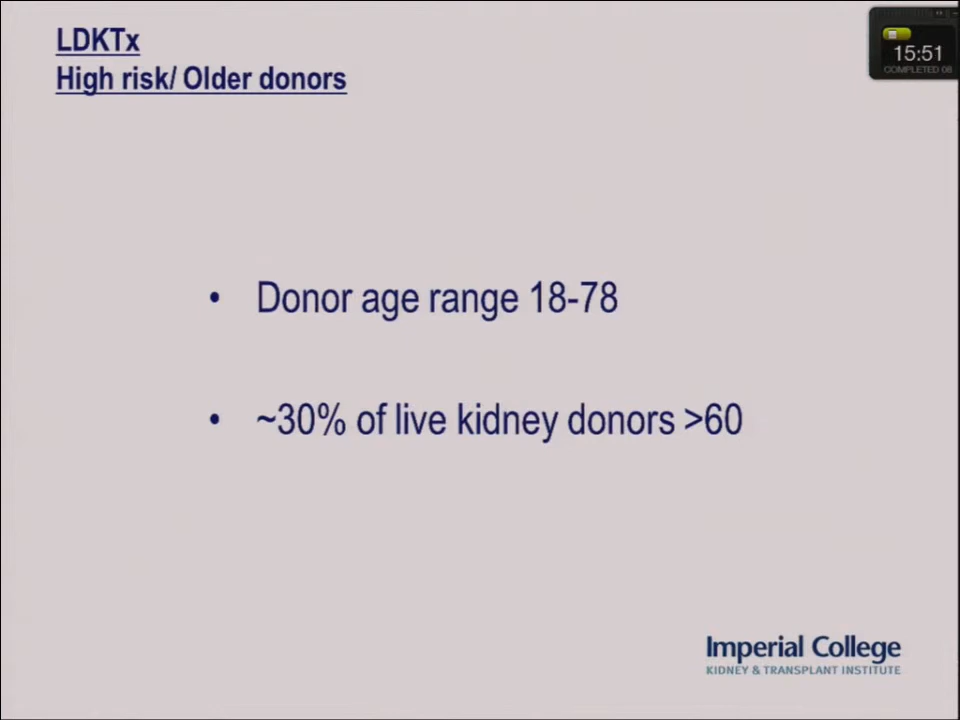 LDKTx
High risk/ Older donors
15:51
COMPLETED 08
• Donor age range 18-78
• ~30% of live kidney donors >60
Imperial College
KIDNEY & TRANSPLANT INSTITUTE